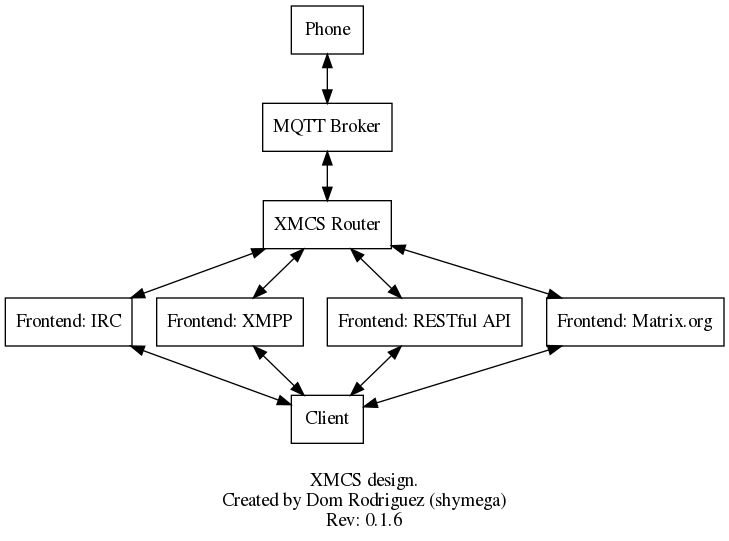 Phone
MQTT Broker
XMCS Router
Frontend: IRC
Frontend: XMPP
Frontend: RESTful API
Frontend: Matrix.org
Client
XMCS design.
Created by Dom Rodriguez (shymega)
Rev: 0.1.6